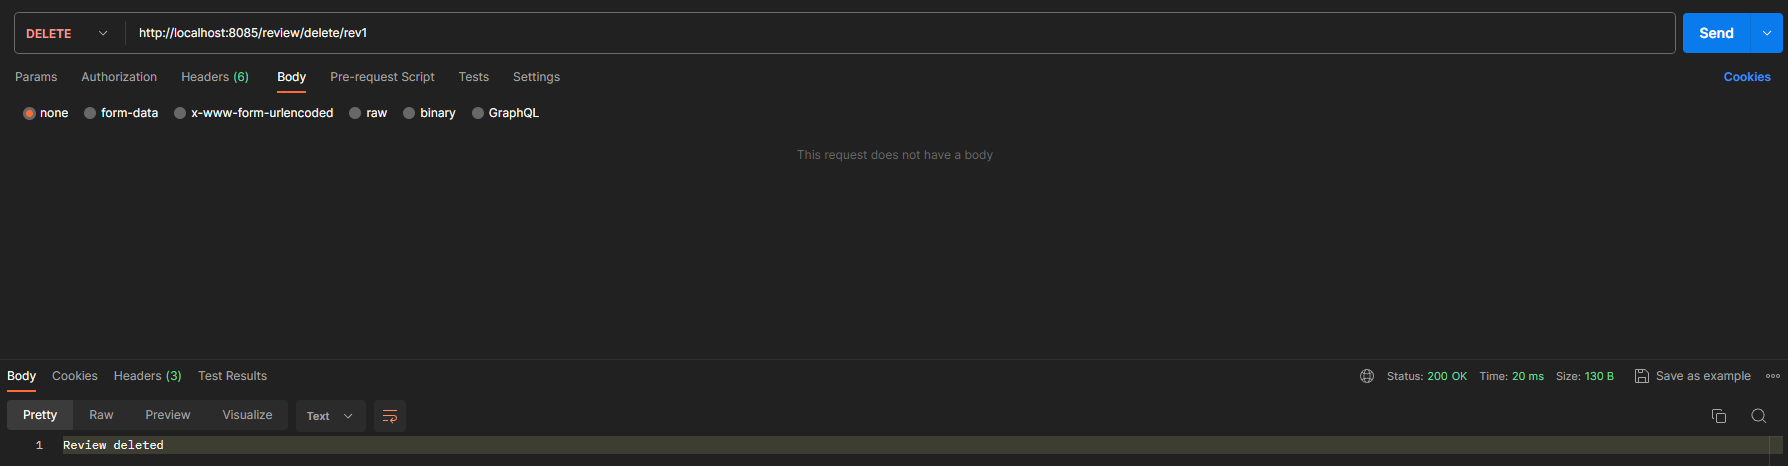 DELETE http://localhost:8085/review/delete/rev1 Send
Params Authorization Headers (6) Body Pre-request Script Tests Settings Cookies
none form-data x-www-form-urlencoded raw binary GraphQL
This request does not have a body
Body Cookies Headers (3) Test Results Status: 200 OK Time: 20 ms Size: 130 B Save as example
Pretty Raw Preview Visualize Text
1 Review deleted